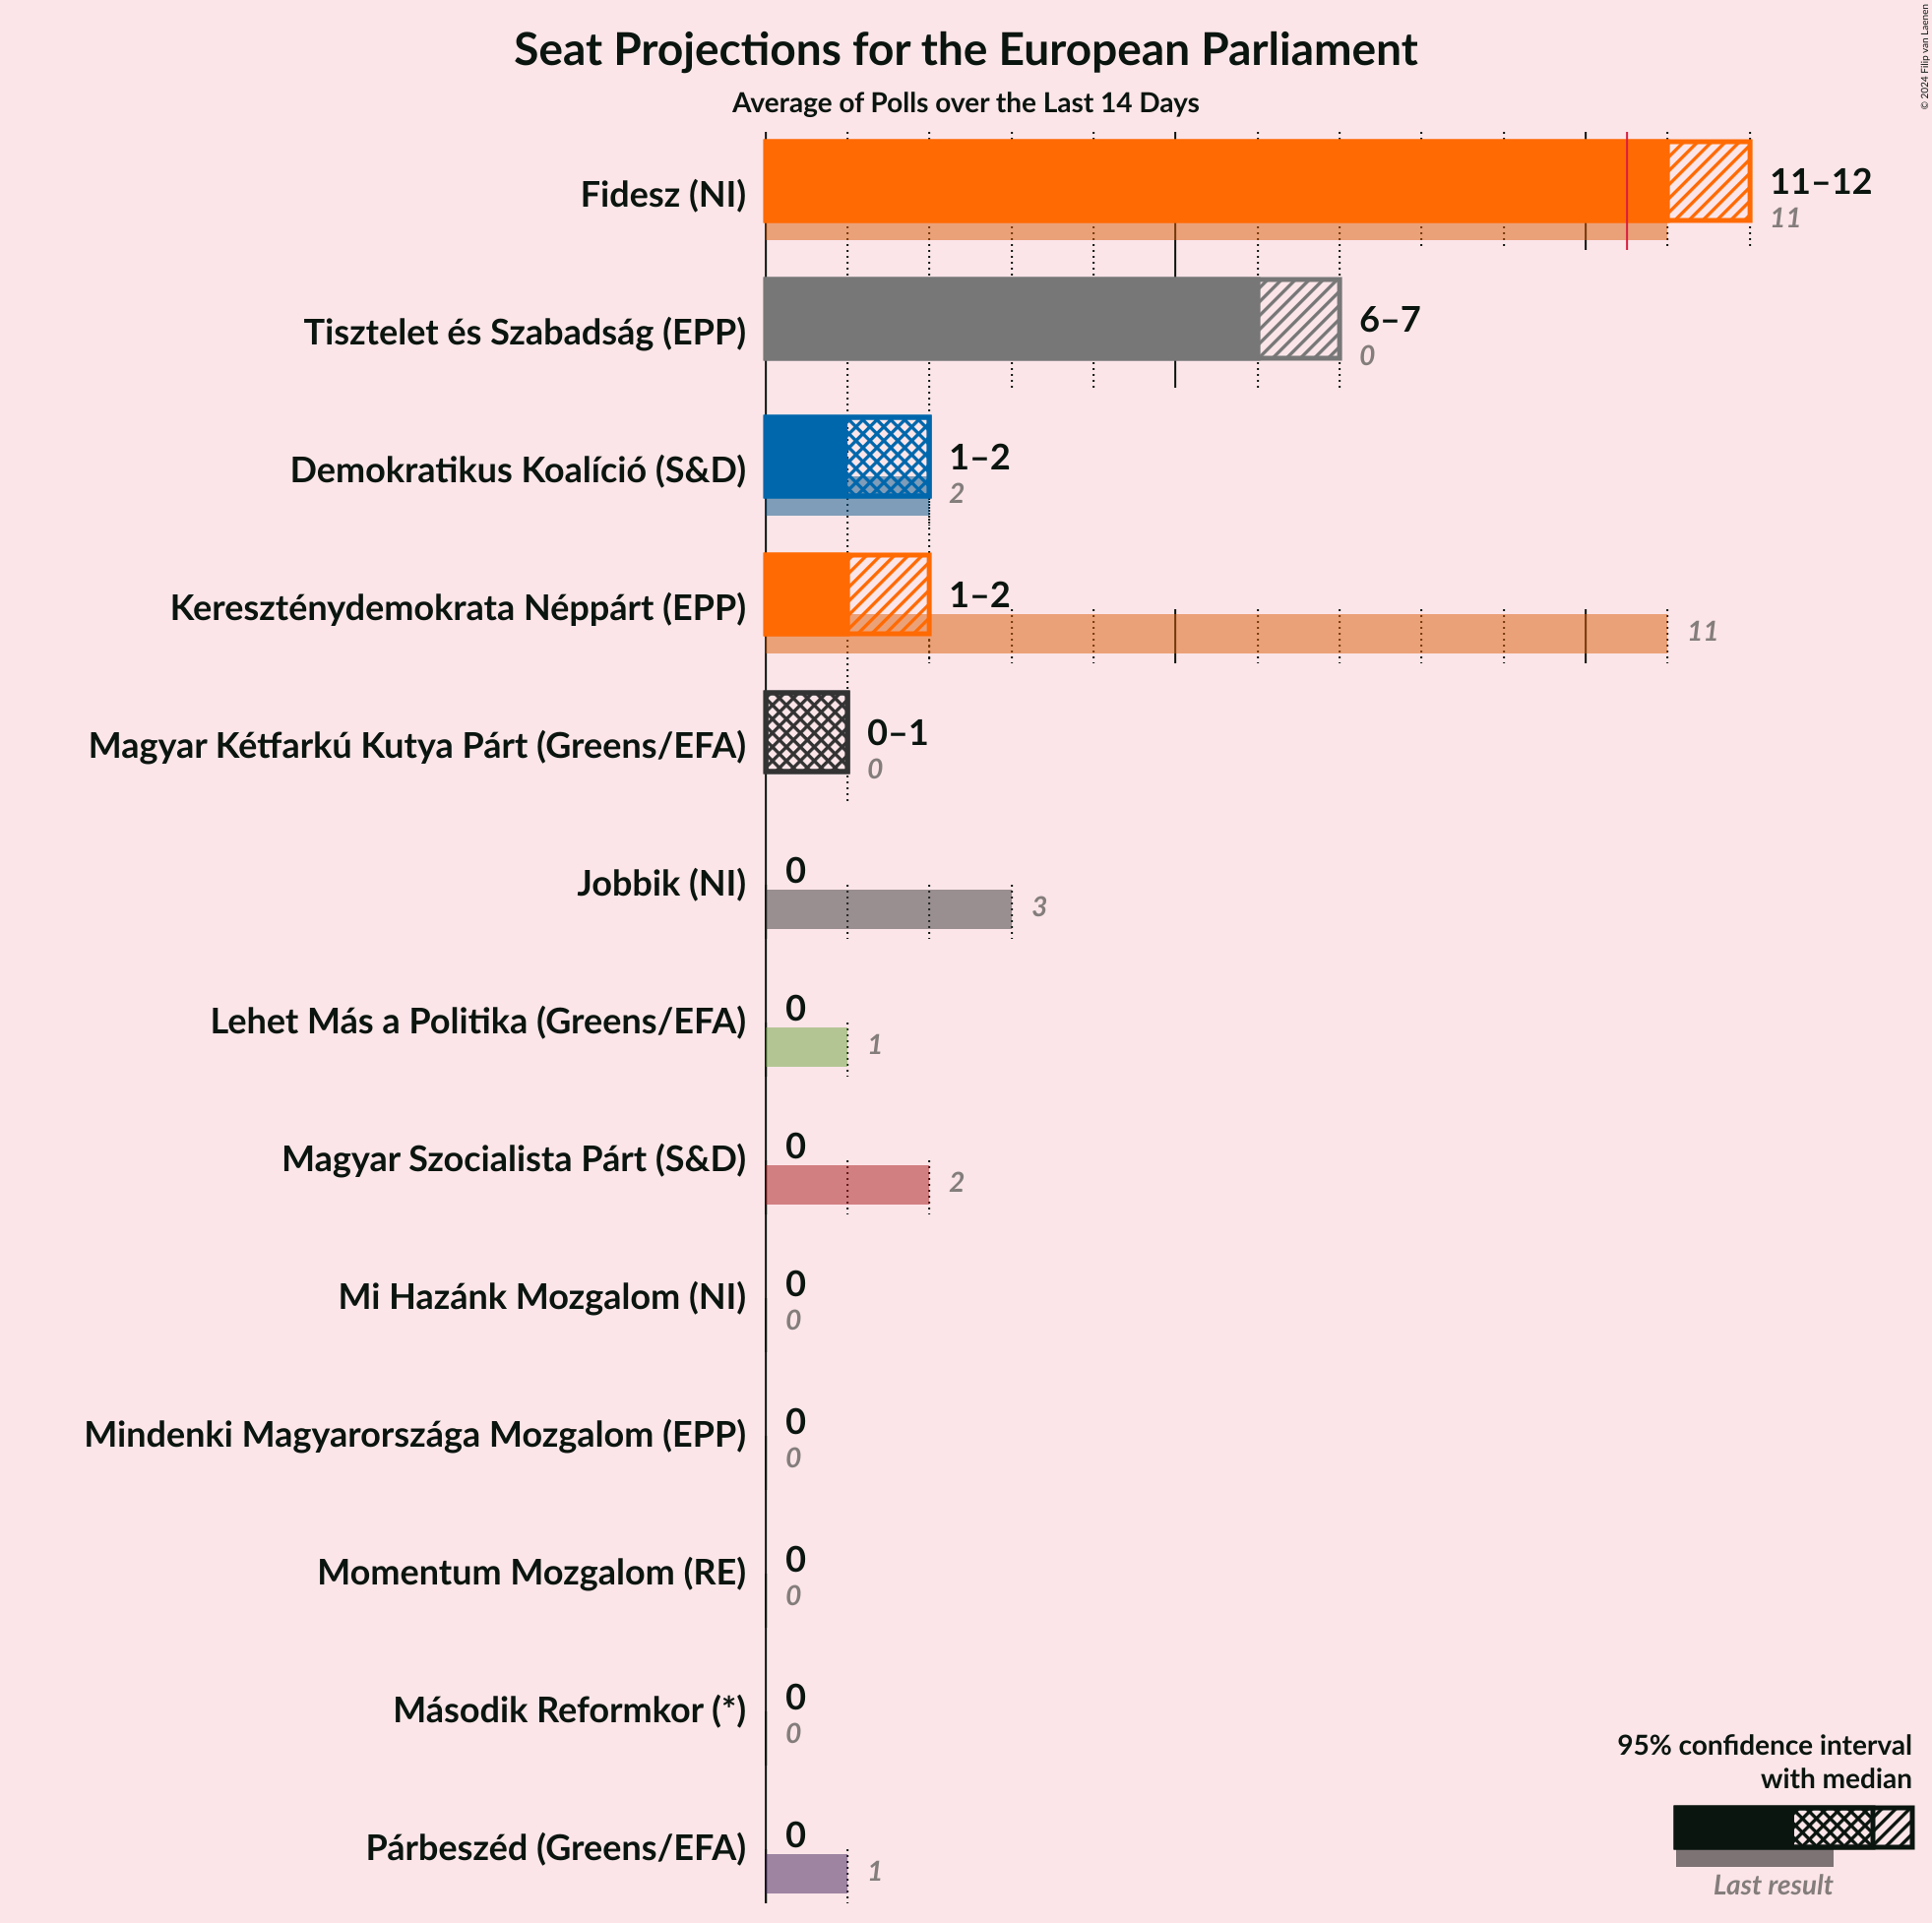 Seat Projections for the European Parliament
Average of Polls over the Last 14 Days
© 2024 Filip van Laenen
Fidesz (NI)
11–12
11
Tisztelet és Szabadság (EPP)
6–7
0
Demokratikus Koalíció (S&D)
1–2
2
Kereszténydemokrata Néppárt (EPP)
1–2
11
Magyar Kétfarkú Kutya Párt (Greens/EFA)
0–1
0
Jobbik (NI)
0
3
Lehet Más a Politika (Greens/EFA)
0
1
Magyar Szocialista Párt (S&D)
0
2
Mi Hazánk Mozgalom (NI)
0
0
Mindenki Magyarországa Mozgalom (EPP)
0
0
Momentum Mozgalom (RE)
0
0
Második Reformkor (*)
0
0
Párbeszéd (Greens/EFA)
0
1
95% confidence interval
with median
Last result